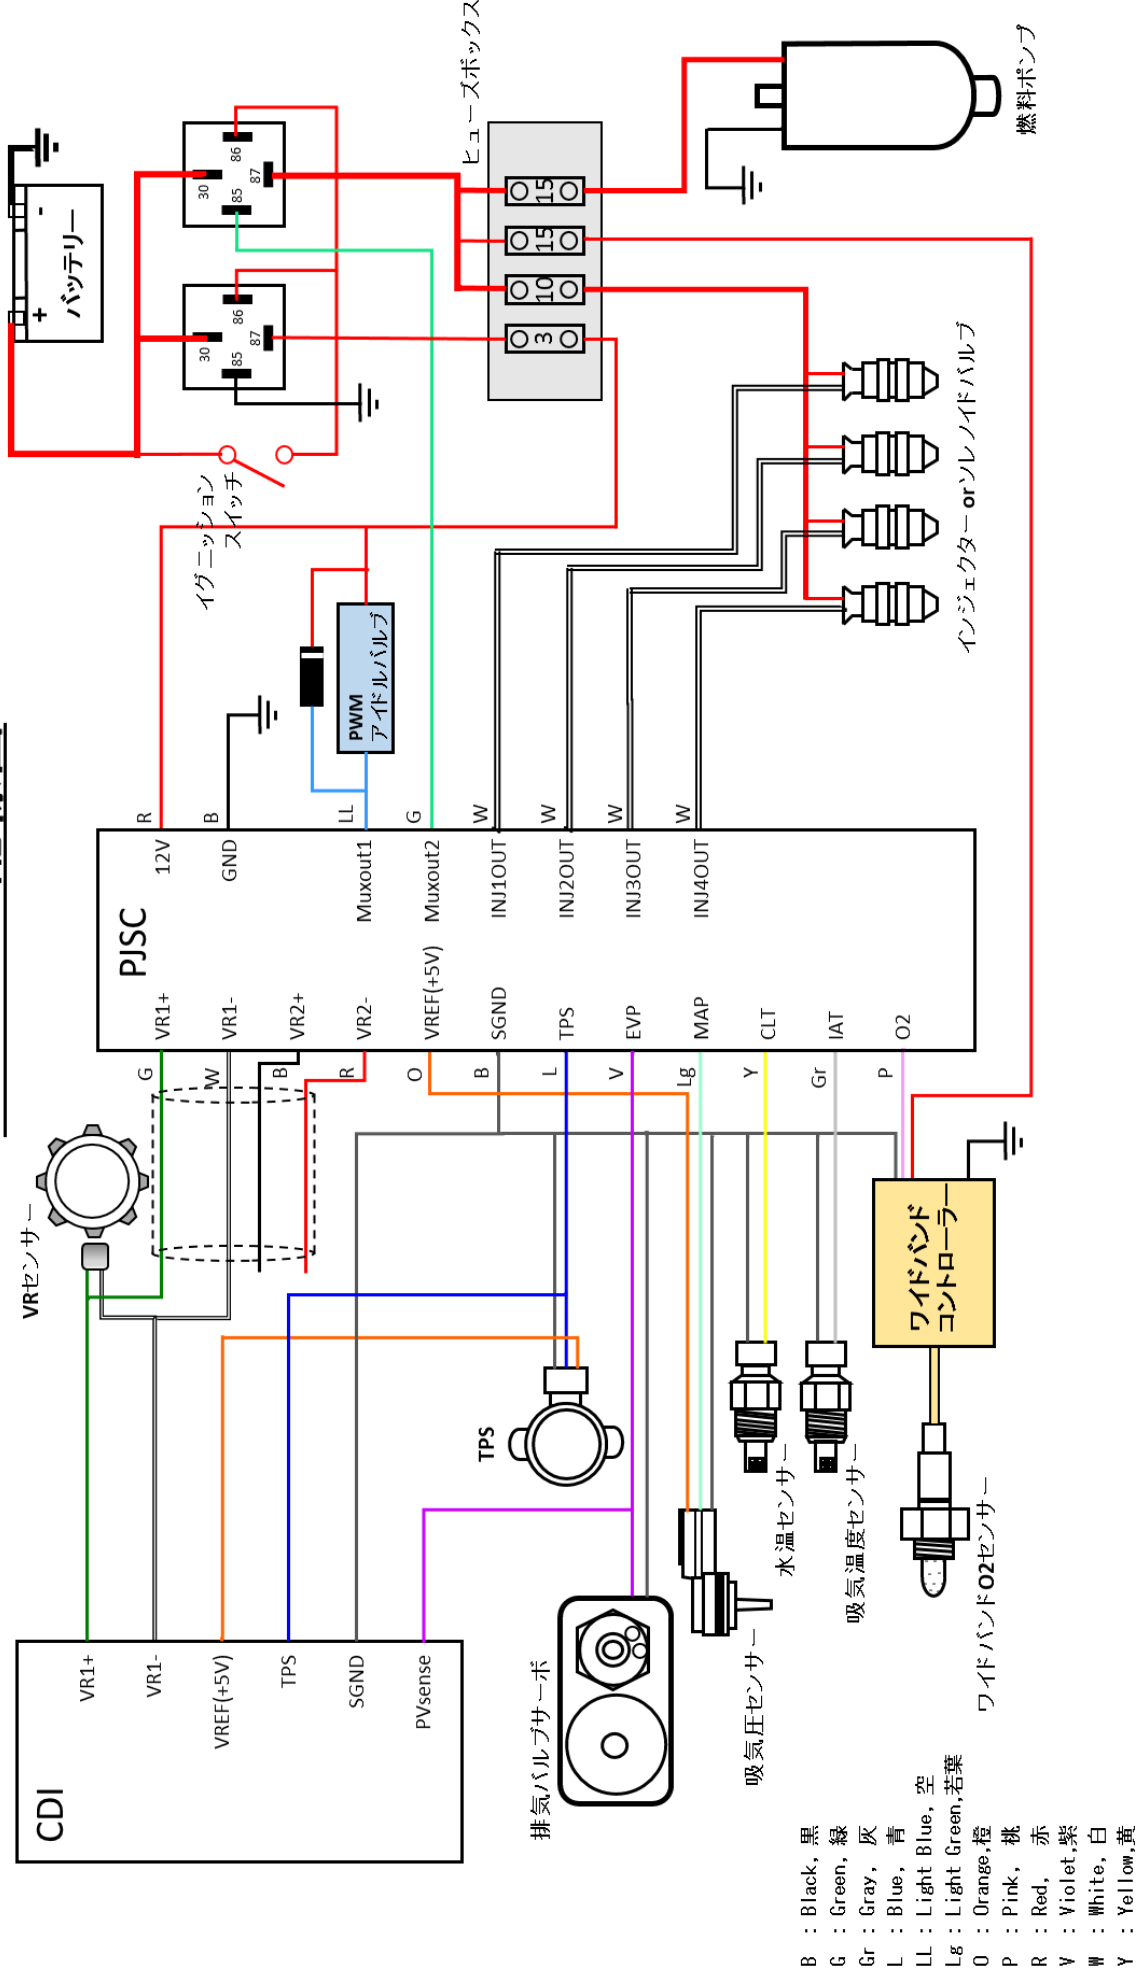 CDI
VR1+
VR1-
VREF(+5V)
TPS
SGND
PVsense
VRセンサー
TPS
排気バルブサーボ
吸気圧センサー
水温センサー
吸気温度センサー
ワイドバンドO2センサー
ワイドバンド
コントローラー
PJSC
VR1+
VR1-
VR2+
VR2-
VREF(+5V)
SGND
TPS
EVP
MAP
CLT
IAT
O2
G
W
B
R
O
B
L
V
Lg
Y
Gr
P
12V
GND
Muxout1
Muxout2
INJ1OUT
INJ2OUT
INJ3OUT
INJ4OUT
R
B
LL
G
W
W
W
W
PWM
アイドルバルブ
イグニッション
スイッチ
バッテリー
+
-
30
85
86
87
30
85
86
87
ヒューズボックス
3
10
15
15
燃料ポンプ
インジェクターorソレノイドバルブ
B : Black, 黒
G : Green, 緑
Gr : Gray, 灰
L : Blue, 青
LL : Light Blue, 空
Lg : Light Green,若葉
O : Orange,橙
P : Pink, 桃
R : Red, 赤
V : Violet,紫
W : White, 白
Y : Yellow,黄